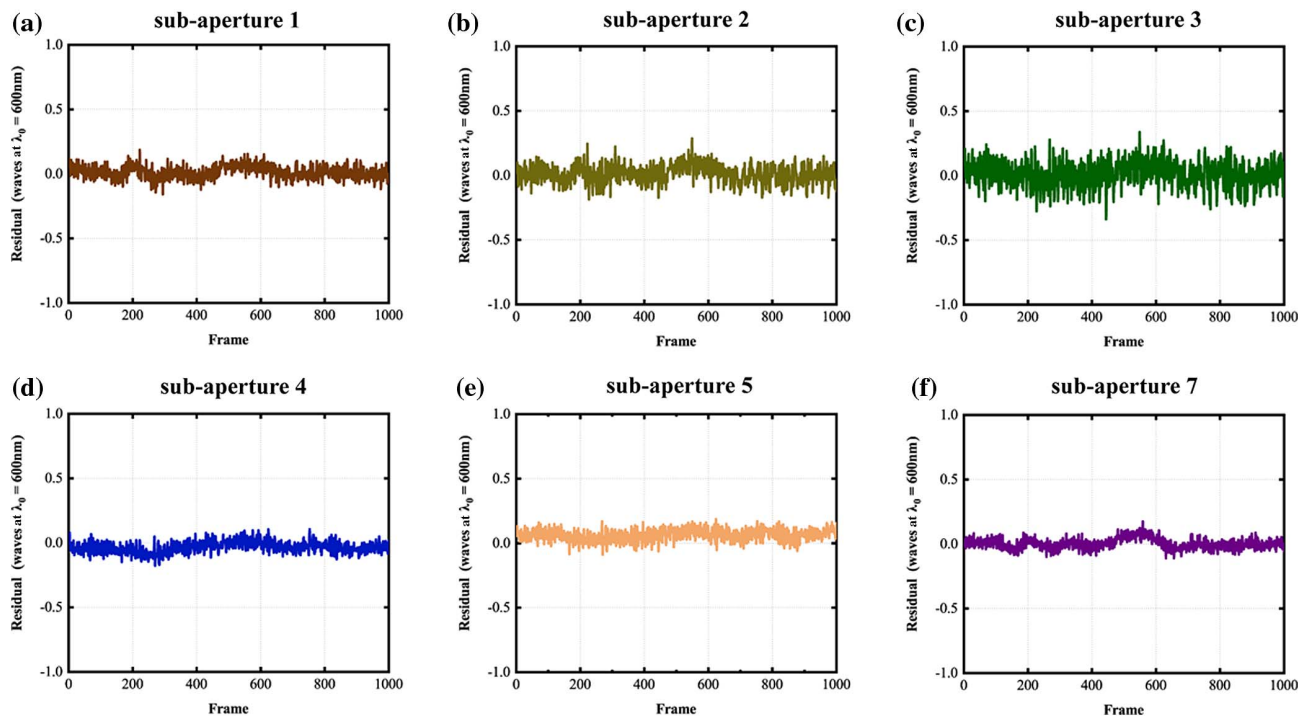 (a) sub-aperture 1
1.0
0.5
0.0
-0.5
-1.0
Residual (waves at λ₀ = 600nm)
0 200 400 600 800 1000
Frame
(b) sub-aperture 2
1.0
0.5
0.0
-0.5
-1.0
Residual (waves at λ₀ = 600nm)
0 200 400 600 800 1000
Frame
(c) sub-aperture 3
1.0
0.5
0.0
-0.5
-1.0
Residual (waves at λ₀ = 600nm)
0 200 400 600 800 1000
Frame
(d) sub-aperture 4
1.0
0.5
0.0
-0.5
-1.0
Residual (waves at λ₀ = 600nm)
0 200 400 600 800 1000
Frame
(e) sub-aperture 5
1.0
0.5
0.0
-0.5
-1.0
Residual (waves at λ₀ = 600nm)
0 200 400 600 800 1000
Frame
(f) sub-aperture 7
1.0
0.5
0.0
-0.5
-1.0
Residual (waves at λ₀ = 600nm)
0 200 400 600 800 1000
Frame